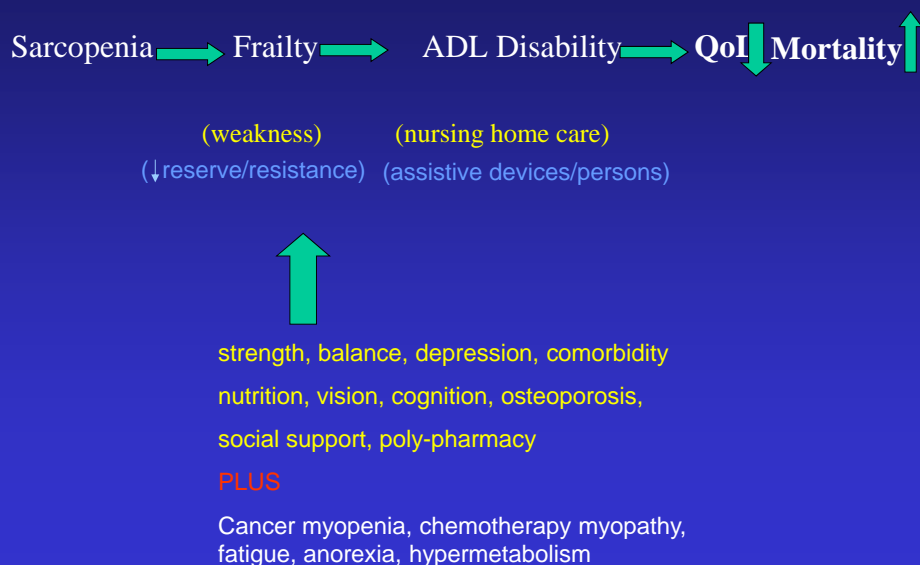 Sarcopenia Frailty ADL Disability QoL Mortality
(weakness) (nursing home care)
(↓reserve/resistance) (assistive devices/persons)
strength, balance, depression, comorbidity
nutrition, vision, cognition, osteoporosis,
social support, poly-pharmacy
PLUS
Cancer myopenia, chemotherapy myopathy,
fatigue, anorexia, hypermetabolism